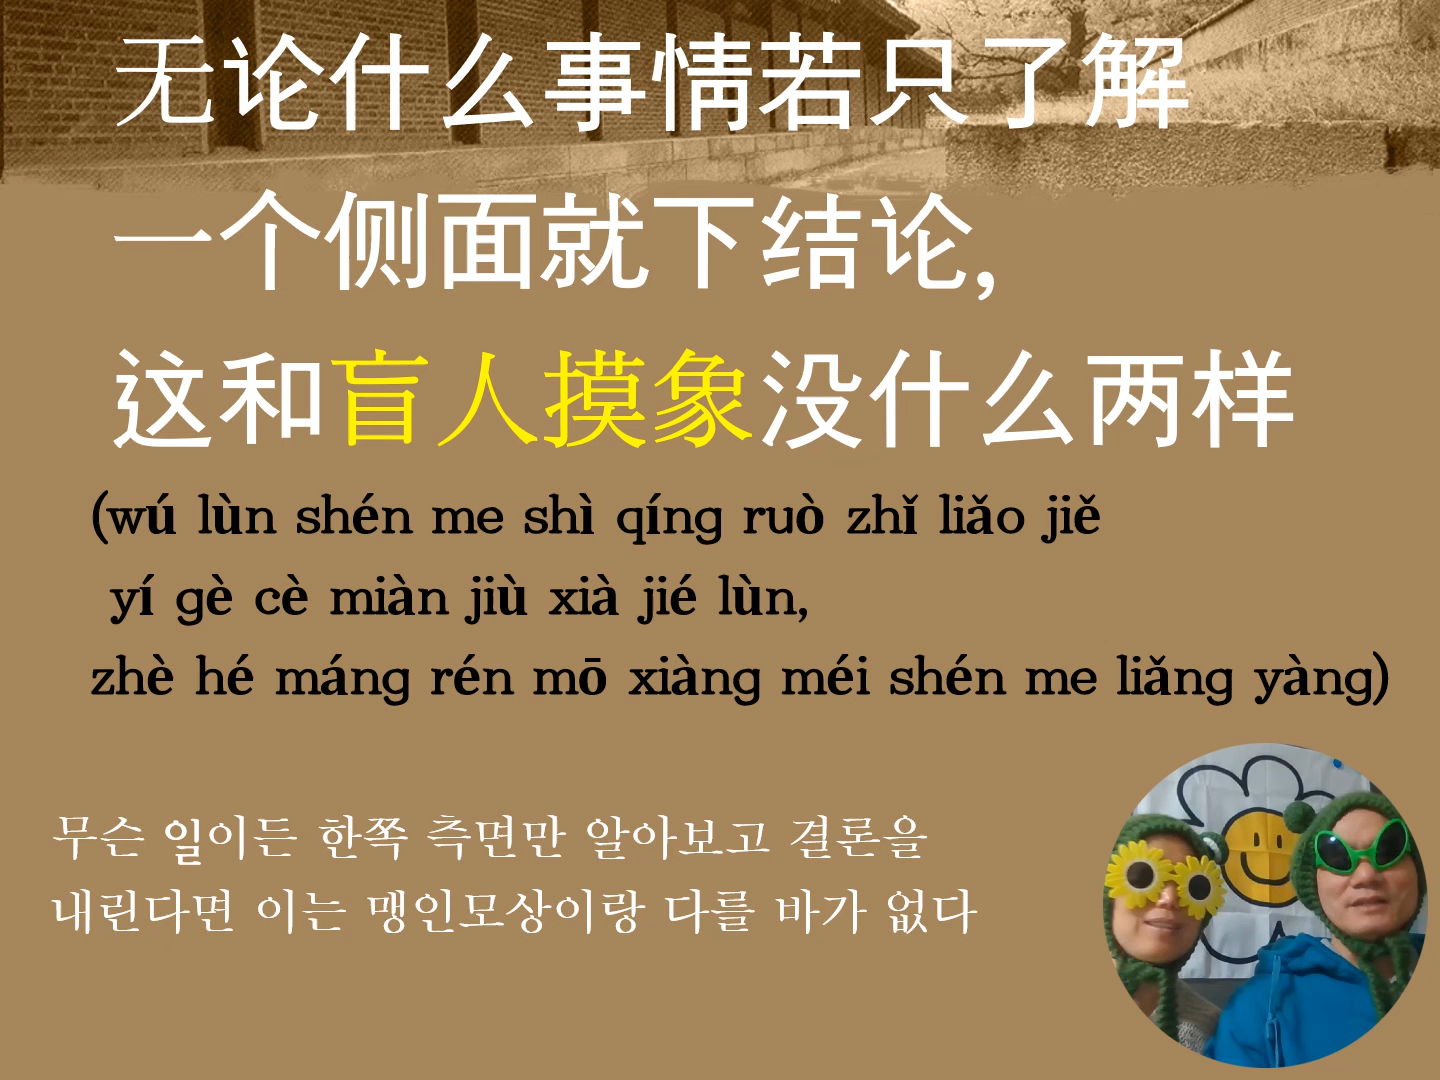 无论什么事情若只了解
一个侧面就下结论,
这和盲人摸象没什么两样
(wú lùn shén me shì qíng ruò zhǐ liǎo jiě
yí gè cè miàn jiù xià jié lùn,
zhè hé máng rén mō xiàng méi shén me liǎng yàng)
무슨 일이든 한쪽 측면만 알아보고 결론을
내린다면 이는 맹인모상이랑 다를 바가 없다